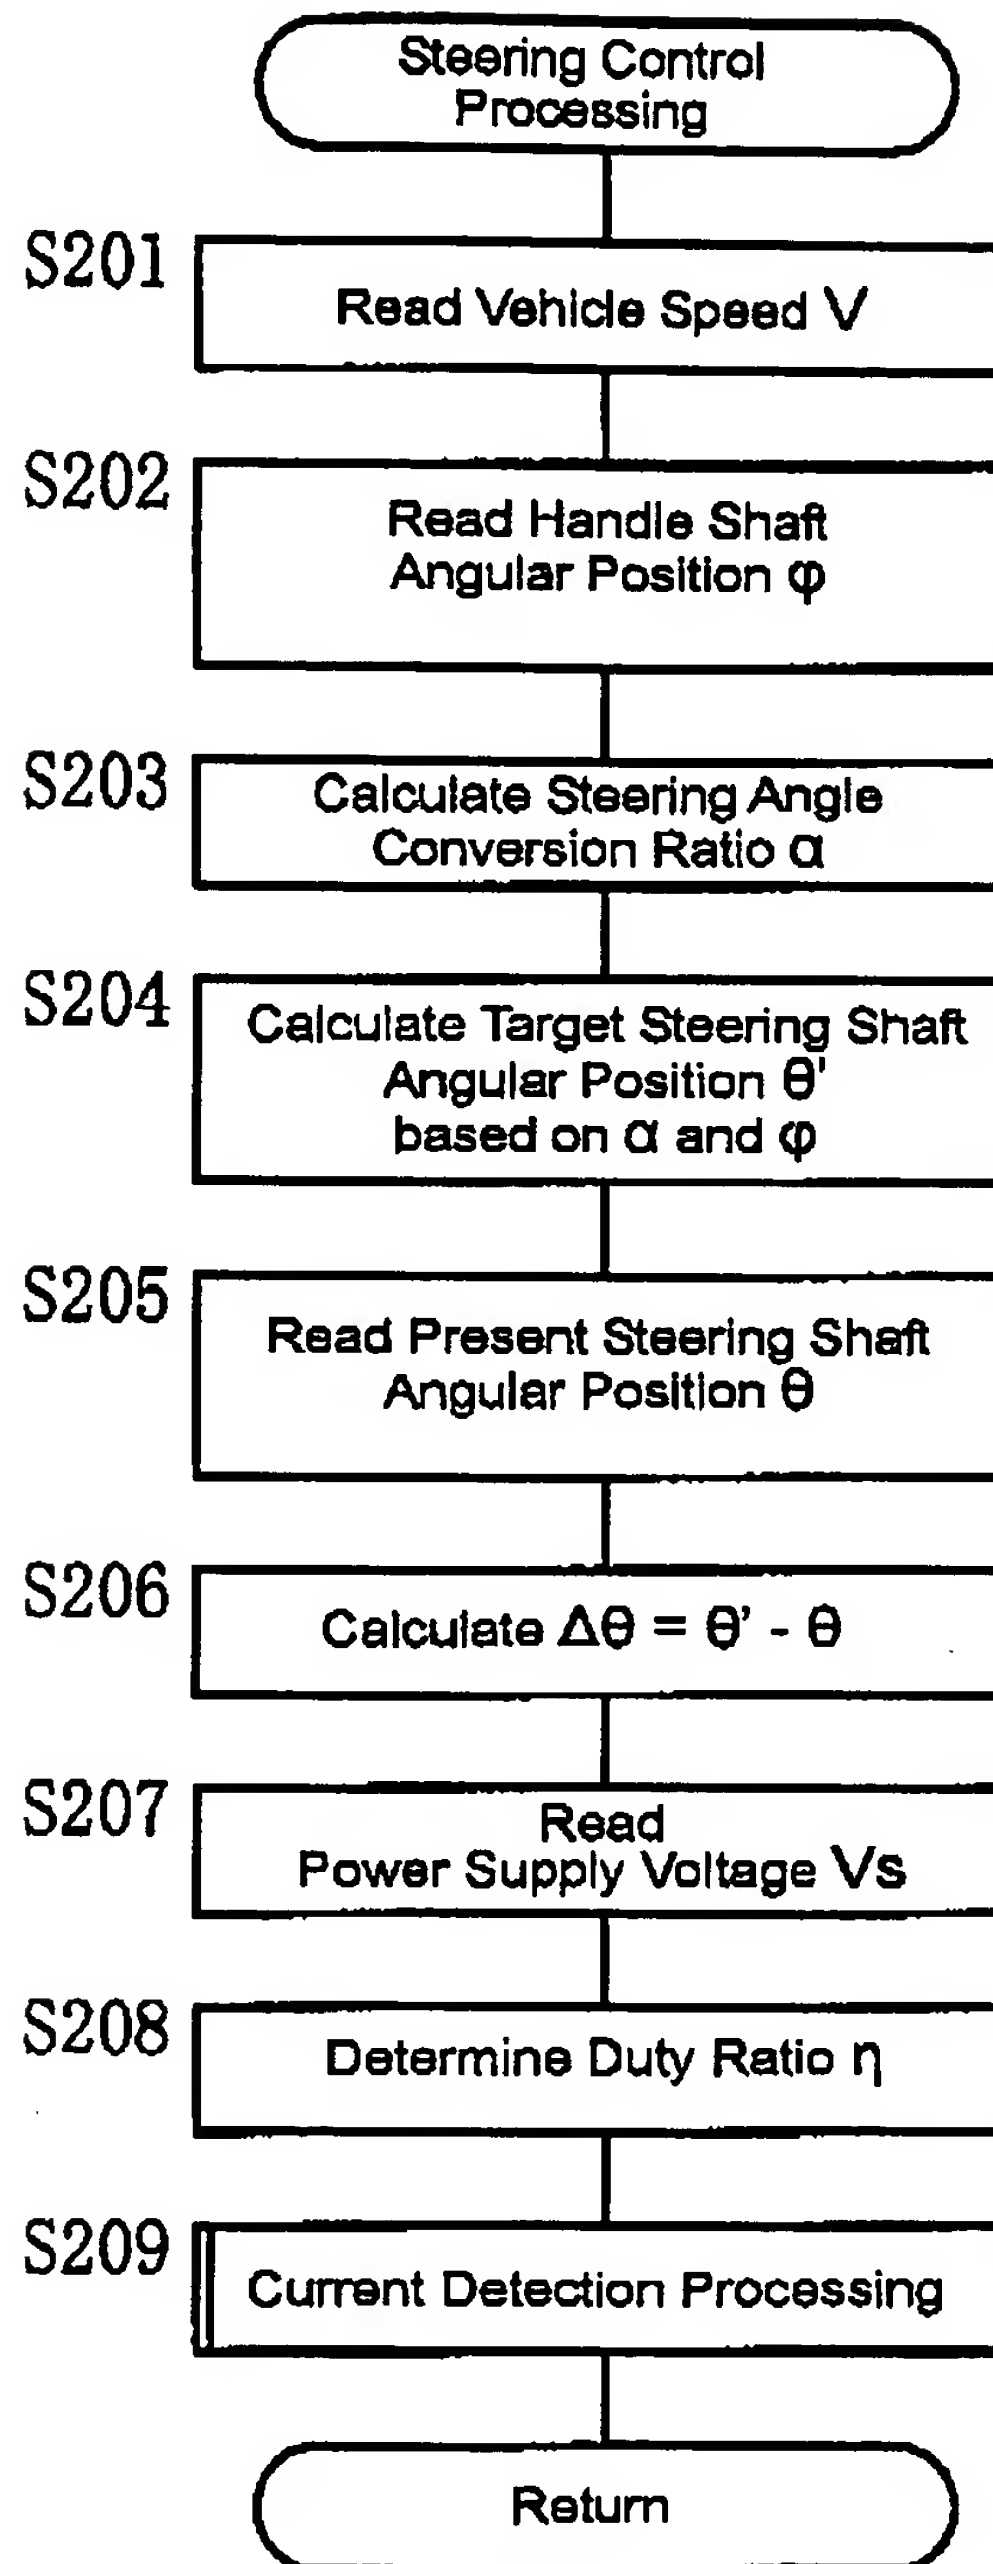 Steering Control
Processing
S201
Read Vehicle Speed V
S202
Read Handle Shaft
Angular Position φ
S203
Calculate Steering Angle
Conversion Ratio α
S204
Calculate Target Steering Shaft
Angular Position θ'
based on α and φ
S205
Read Present Steering Shaft
Angular Position θ
S206
Calculate Δθ = θ' - θ
S207
Read
Power Supply Voltage Vs
S208
Determine Duty Ratio η
S209
Current Detection Processing
Return